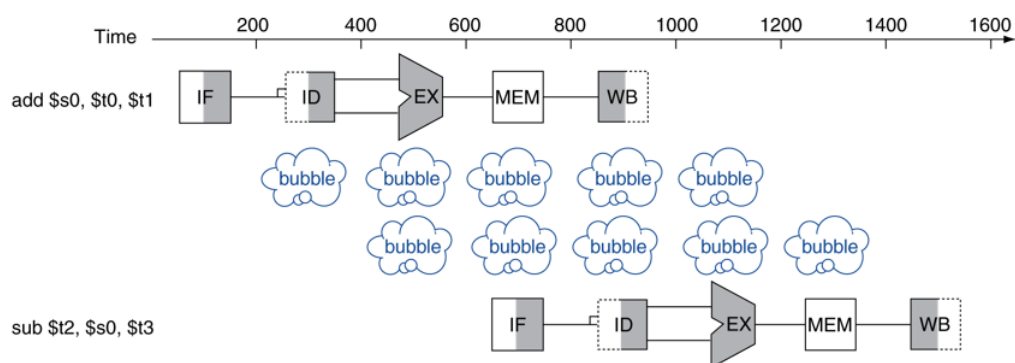 Time 200 400 600 800 1000 1200 1400 1600
add $s0, $t0, $t1 IF ID EX MEM WB
bubble bubble bubble bubble bubble
bubble bubble bubble bubble bubble
sub $t2, $s0, $t3 IF ID EX MEM WB